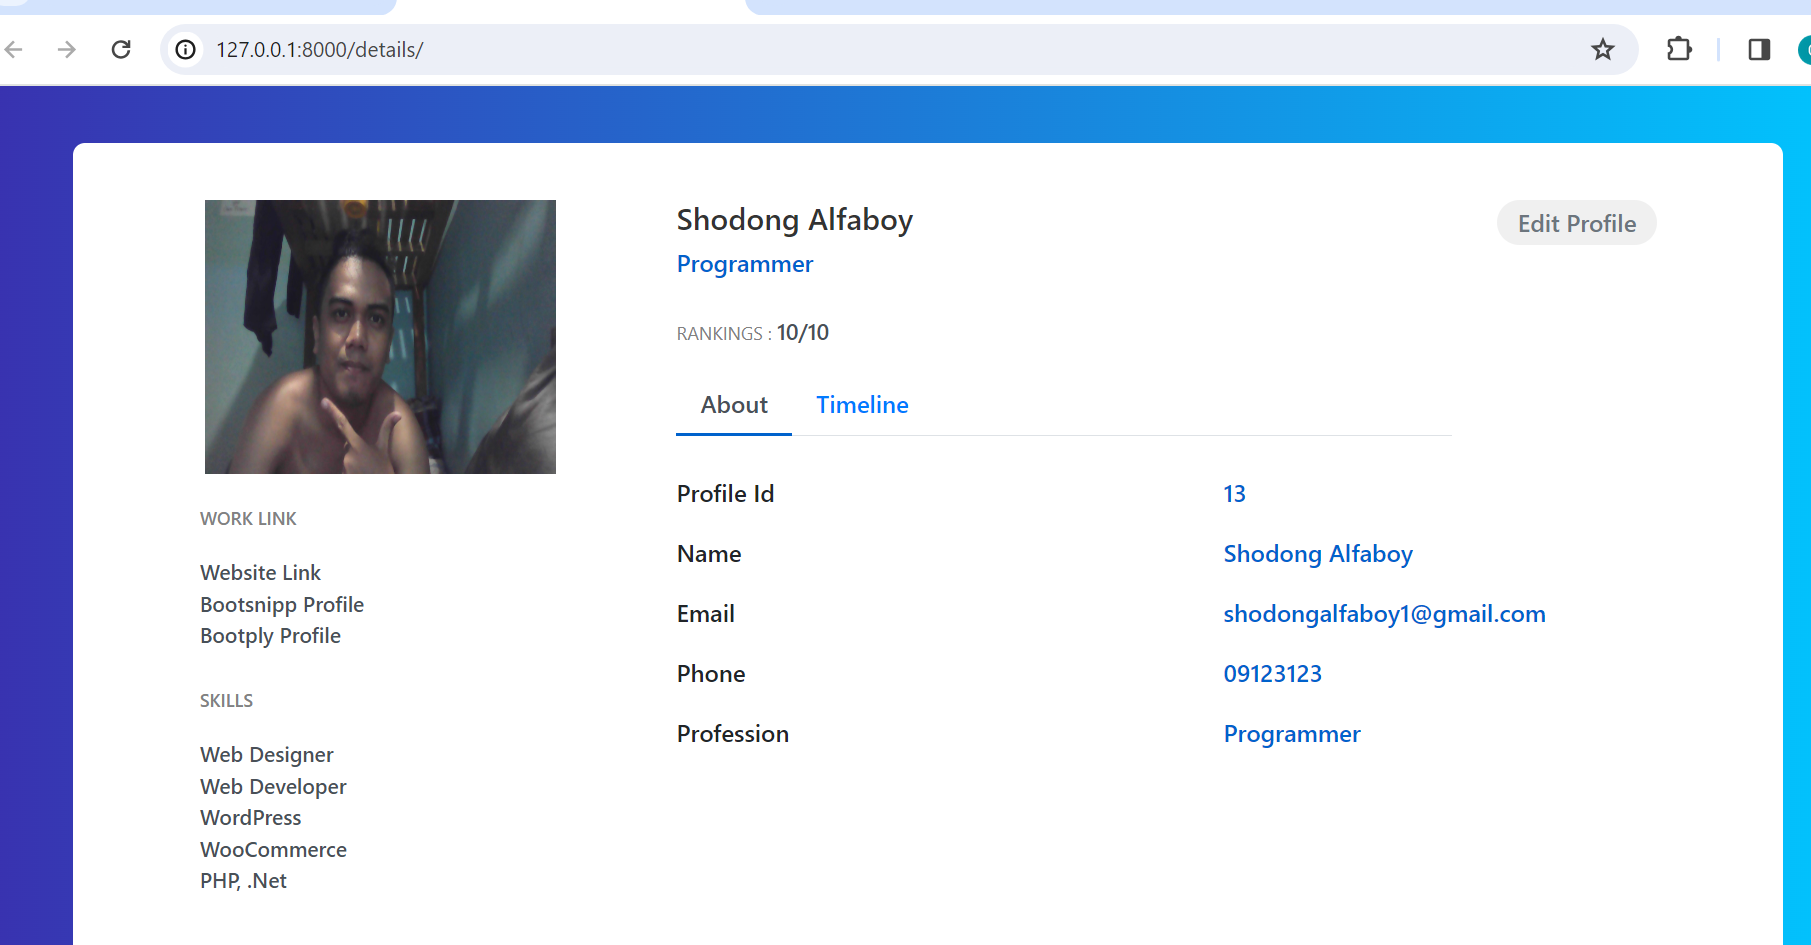 127.0.0.1:8000/details/
Shodong Alfaboy
Edit Profile
Programmer
RANKINGS : 10/10
About
Timeline
Profile Id 13
Name Shodong Alfaboy
Email shodongalfaboy1@gmail.com
Phone 09123123
Profession Programmer
WORK LINK
Website Link
Bootsnipp Profile
Bootply Profile
SKILLS
Web Designer
Web Developer
WordPress
WooCommerce
PHP, .Net